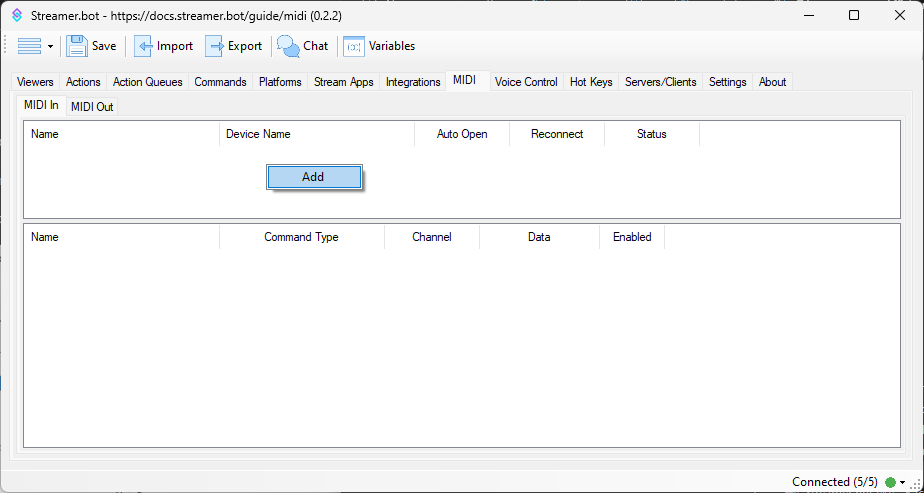 Streamer.bot - https://docs.streamer.bot/guide/midi (0.2.2)
Save Import Export Chat (x) Variables
Viewers Actions Action Queues Commands Platforms Stream Apps Integrations MIDI Voice Control Hot Keys Servers/Clients Settings About
MIDI In MIDI Out
Name Device Name Auto Open Reconnect Status
Add
Name Command Type Channel Data Enabled
Connected (5/5)